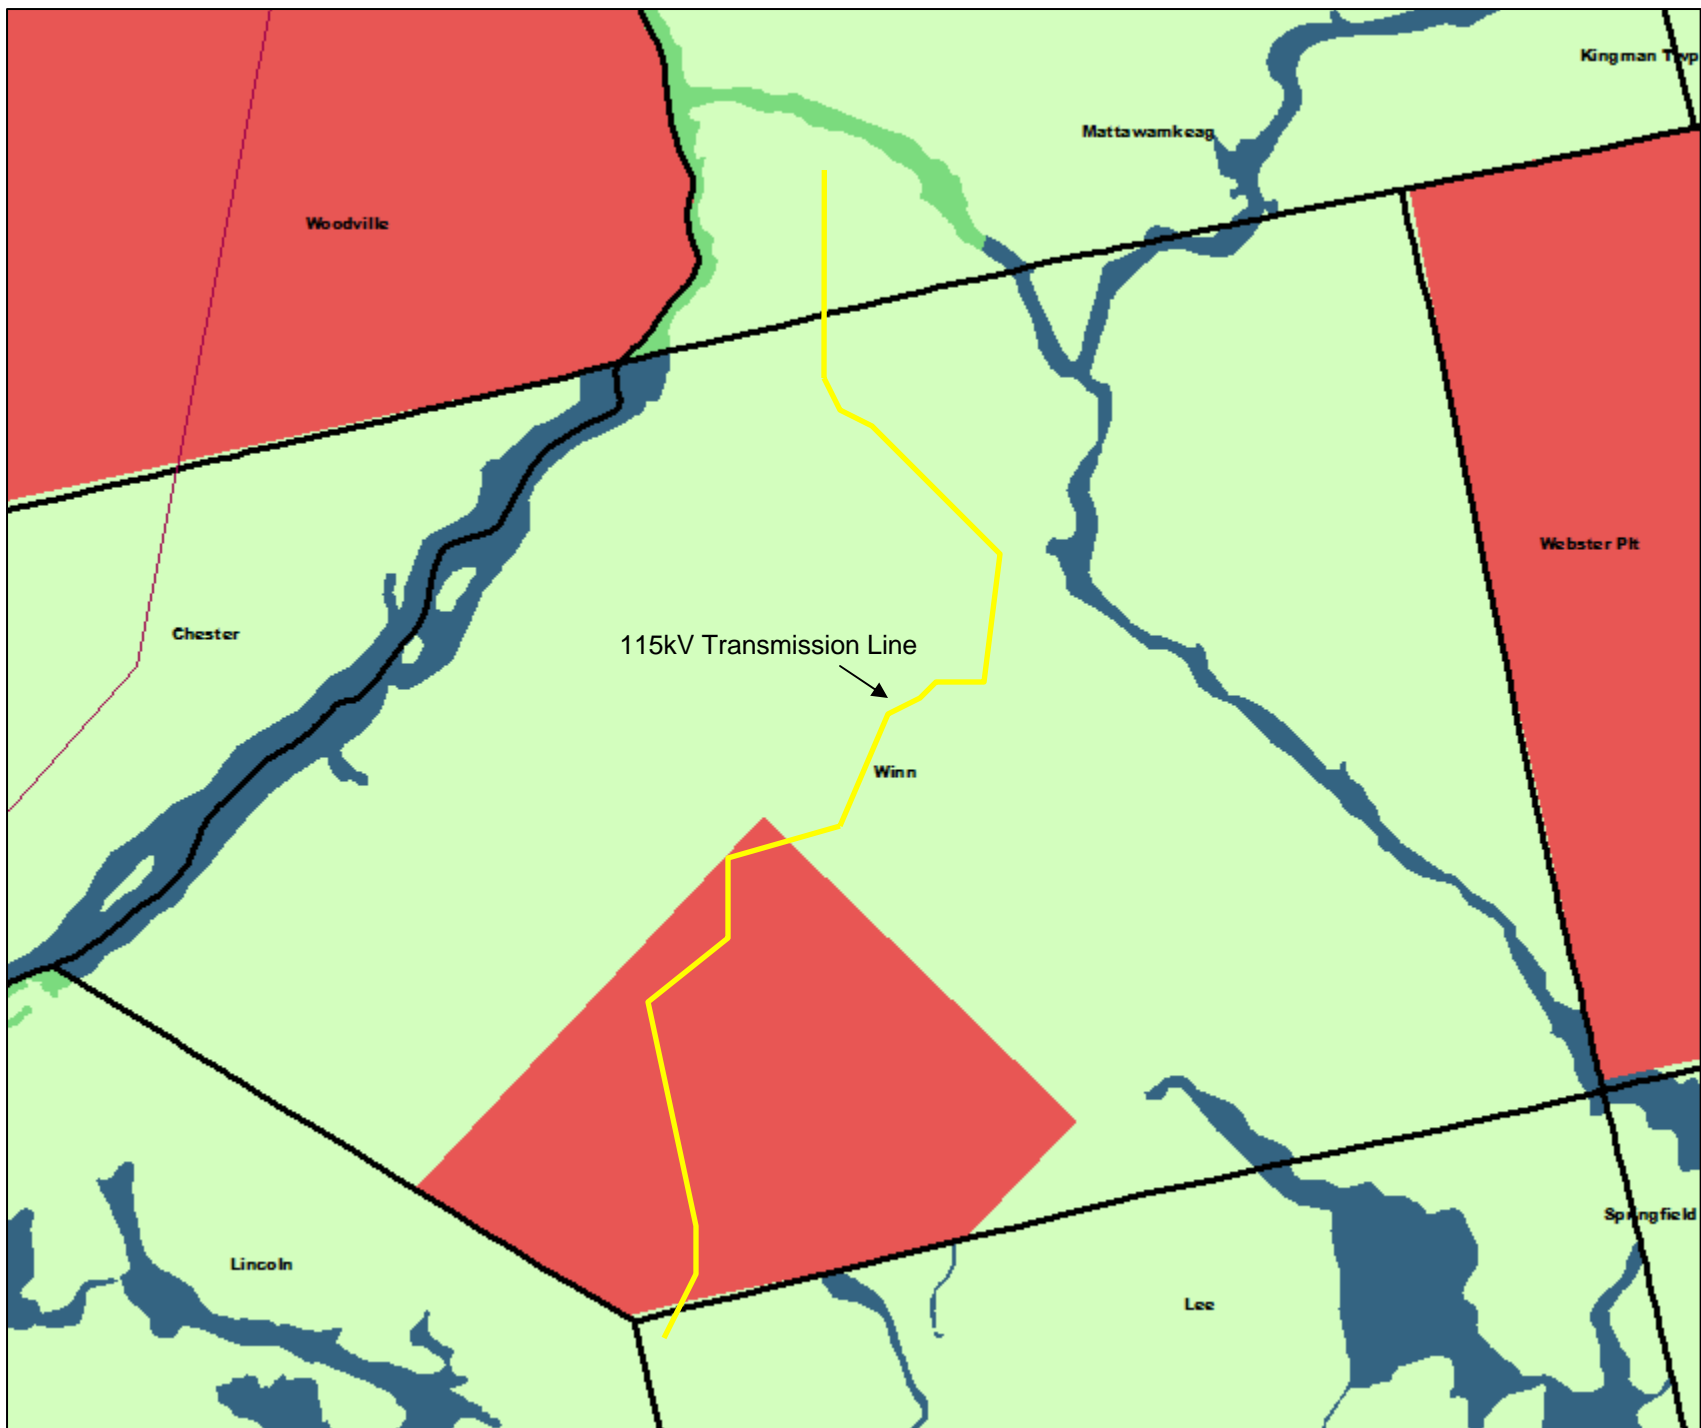 Kingman Twp
Mattawamkeag
Woodville
Webster Plt
Chester
115kV Transmission Line
Winn
Springfield
Lincoln
Lee